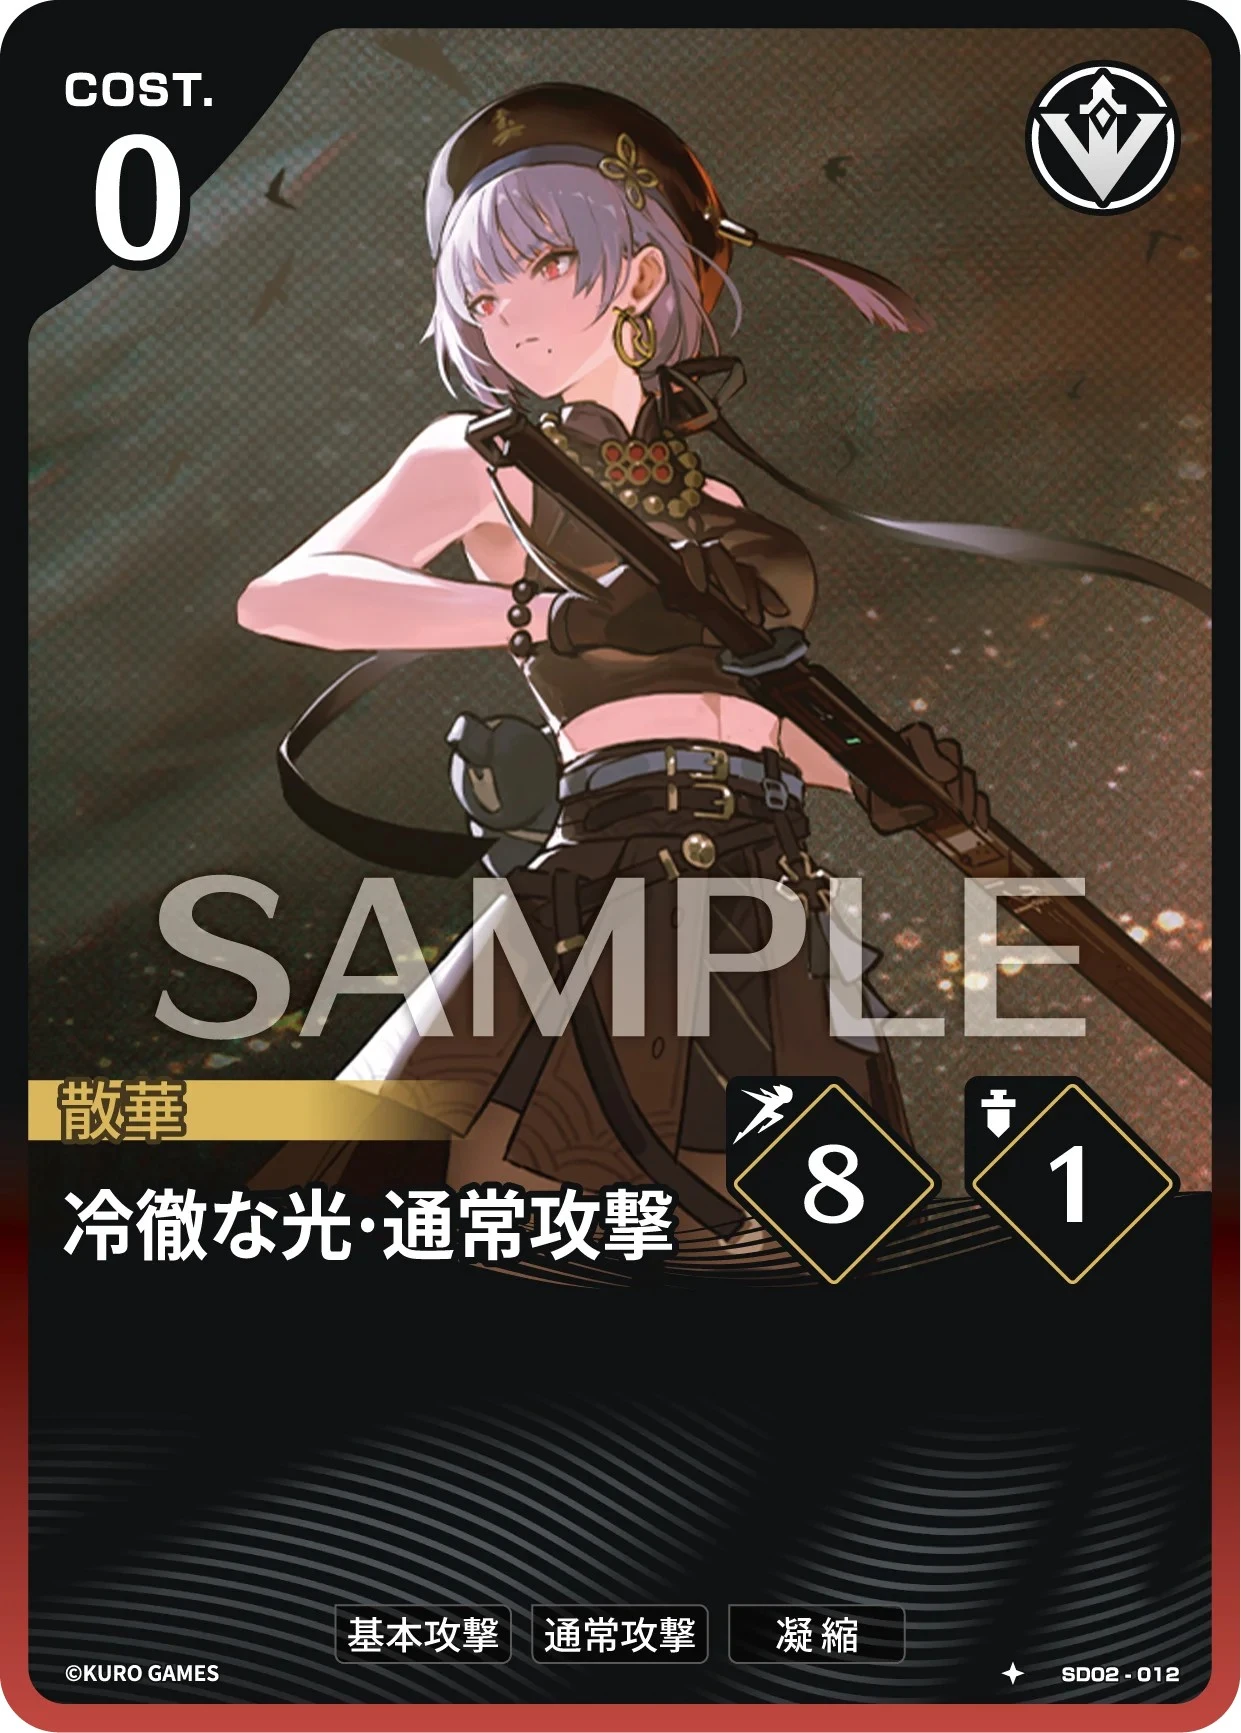 COST.
0
SAMPLE
散華
冷徹な光·通常攻撃
8
1
基本攻撃
通常攻撃
凝縮
©KURO GAMES
SD02 - 012